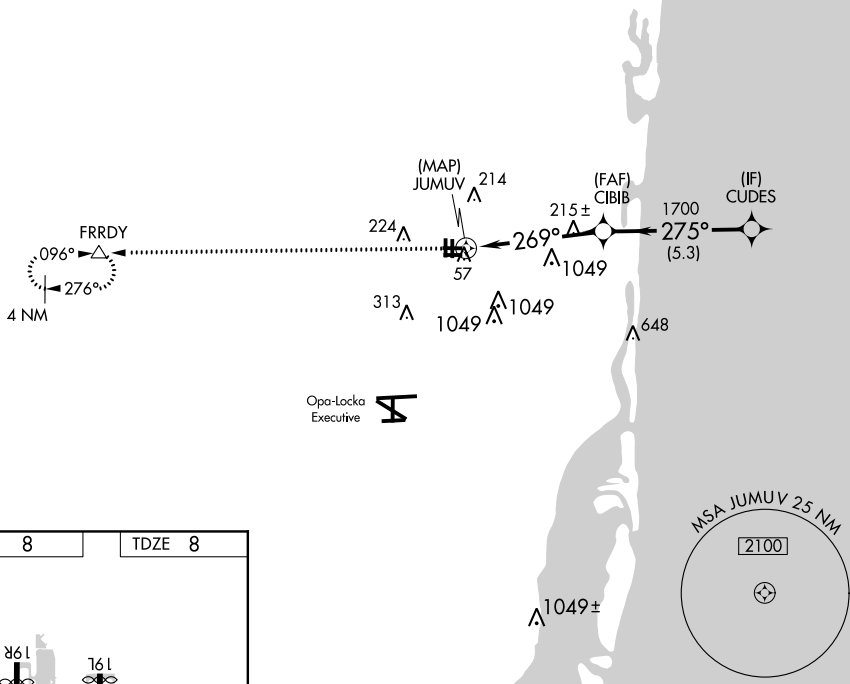 (MAP)
JUMUV
214
(FAF)
CIBIB
(IF)
CUDES
215 ±
1700
224
FRRDY
269°
275°
(5.3)
096°
1049
57
276°
4 NM
313
1049
1049
648
Opa-Locka
Executive
MSA JUMUV 25 NM
2100
8
TDZE 8
1049 ±
19R
19L